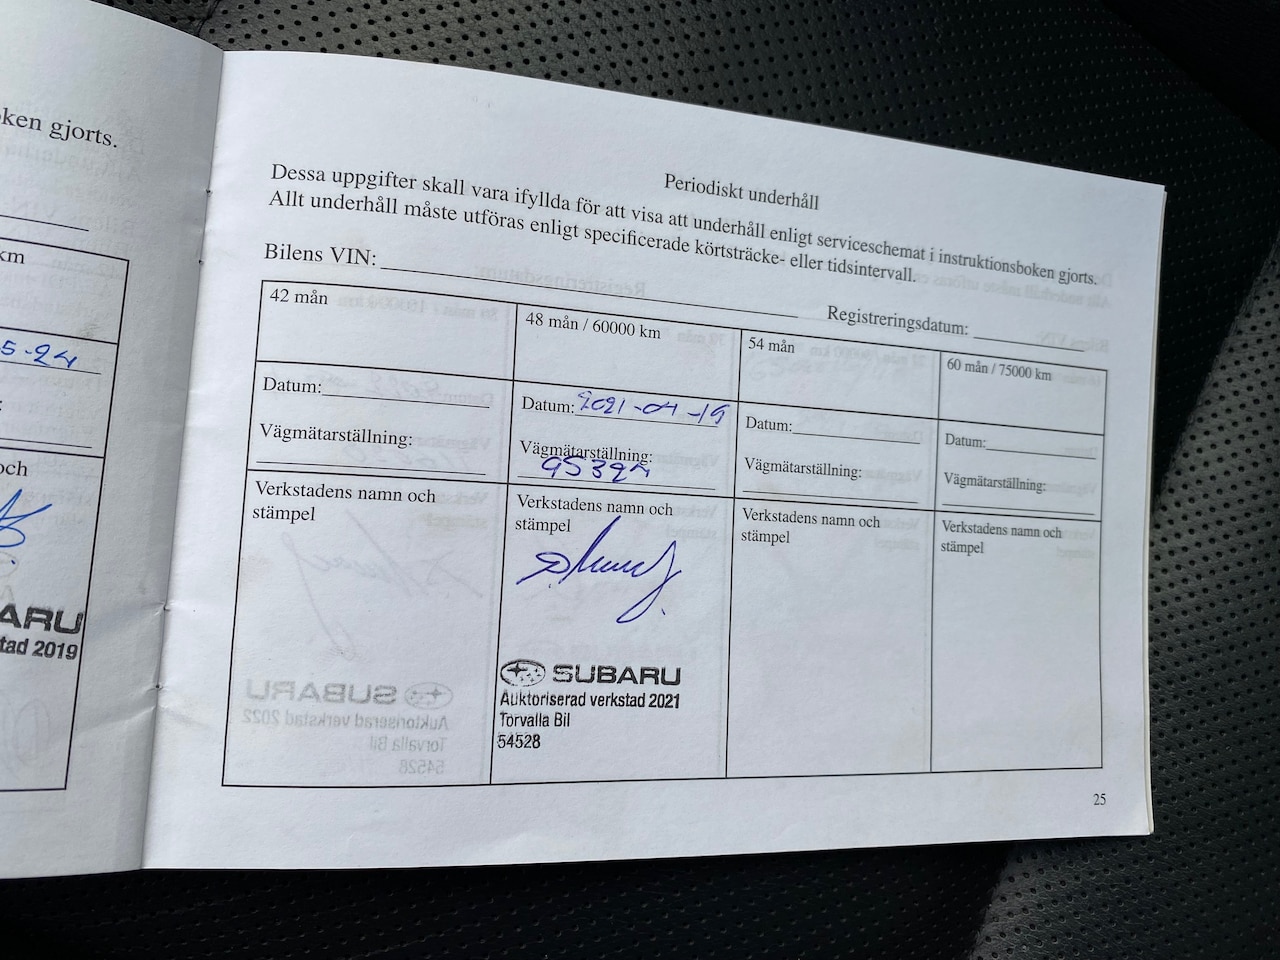 ken gjorts.
km
5-24
och
ARU
tad 2019
Periodiskt underhåll
Dessa uppgifter skall vara ifyllda för att visa att underhåll enligt serviceschemat i instruktionsboken gjorts.
Allt underhåll måste utföras enligt specificerade körtsträcke- eller tidsintervall.
Bilens VIN: Registreringsdatum:
42 mån
Datum:
Vägmätarställning:
Verkstadens namn och
stämpel
48 mån / 60000 km
Datum: 2021-04-19
Vägmätarställning:
95324
Verkstadens namn och
stämpel
SUBARU
Auktoriserad verkstad 2021
Torvalla Bil
54528
54 mån
Datum:
Vägmätarställning:
Verkstadens namn och
stämpel
60 mån / 75000 km
Datum:
Vägmätarställning:
Verkstadens namn och
stämpel
25